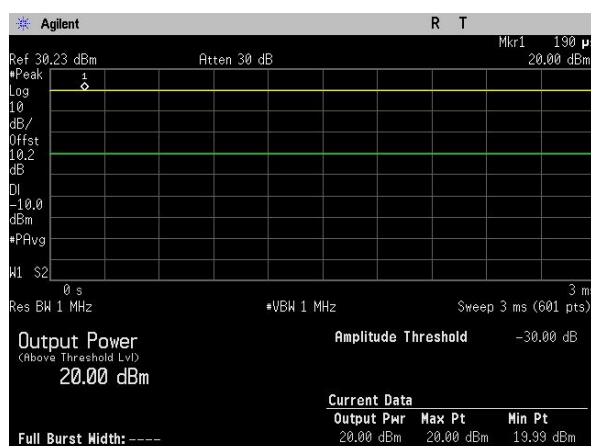 Agilent R T
Mkr1 190 µ
Ref 30.23 dBm Atten 30 dB 20.00 dBm
#Peak
1
Log
10
dB/
Offst
10.2
dB
DI
-10.0
dBm
#PAvg
W1 S2
0 s 3 m
Res BW 1 MHz #VBW 1 MHz Sweep 3 ms (601 pts)
Output Power Amplitude Threshold -30.00 dB
(Above Threshold Lvl)
20.00 dBm
Current Data
Output Pwr Max Pt Min Pt
Full Burst Width: ---- 20.00 dBm 20.00 dBm 19.99 dBm